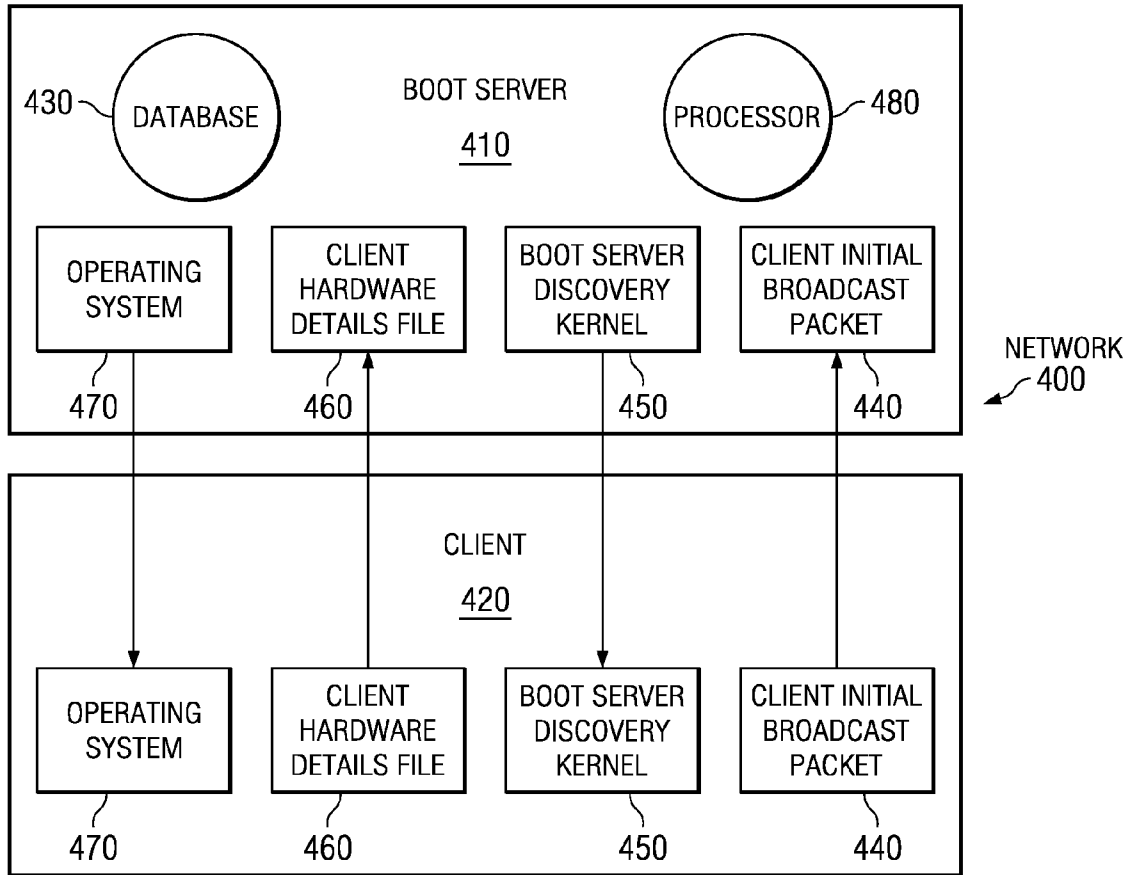 430
DATABASE
BOOT SERVER
410
PROCESSOR
480
OPERATING
SYSTEM
CLIENT
HARDWARE
DETAILS FILE
BOOT SERVER
DISCOVERY
KERNEL
CLIENT INITIAL
BROADCAST
PACKET
470
460
450
440
NETWORK
400
CLIENT
420
OPERATING
SYSTEM
CLIENT
HARDWARE
DETAILS FILE
BOOT SERVER
DISCOVERY
KERNEL
CLIENT INITIAL
BROADCAST
PACKET
470
460
450
440